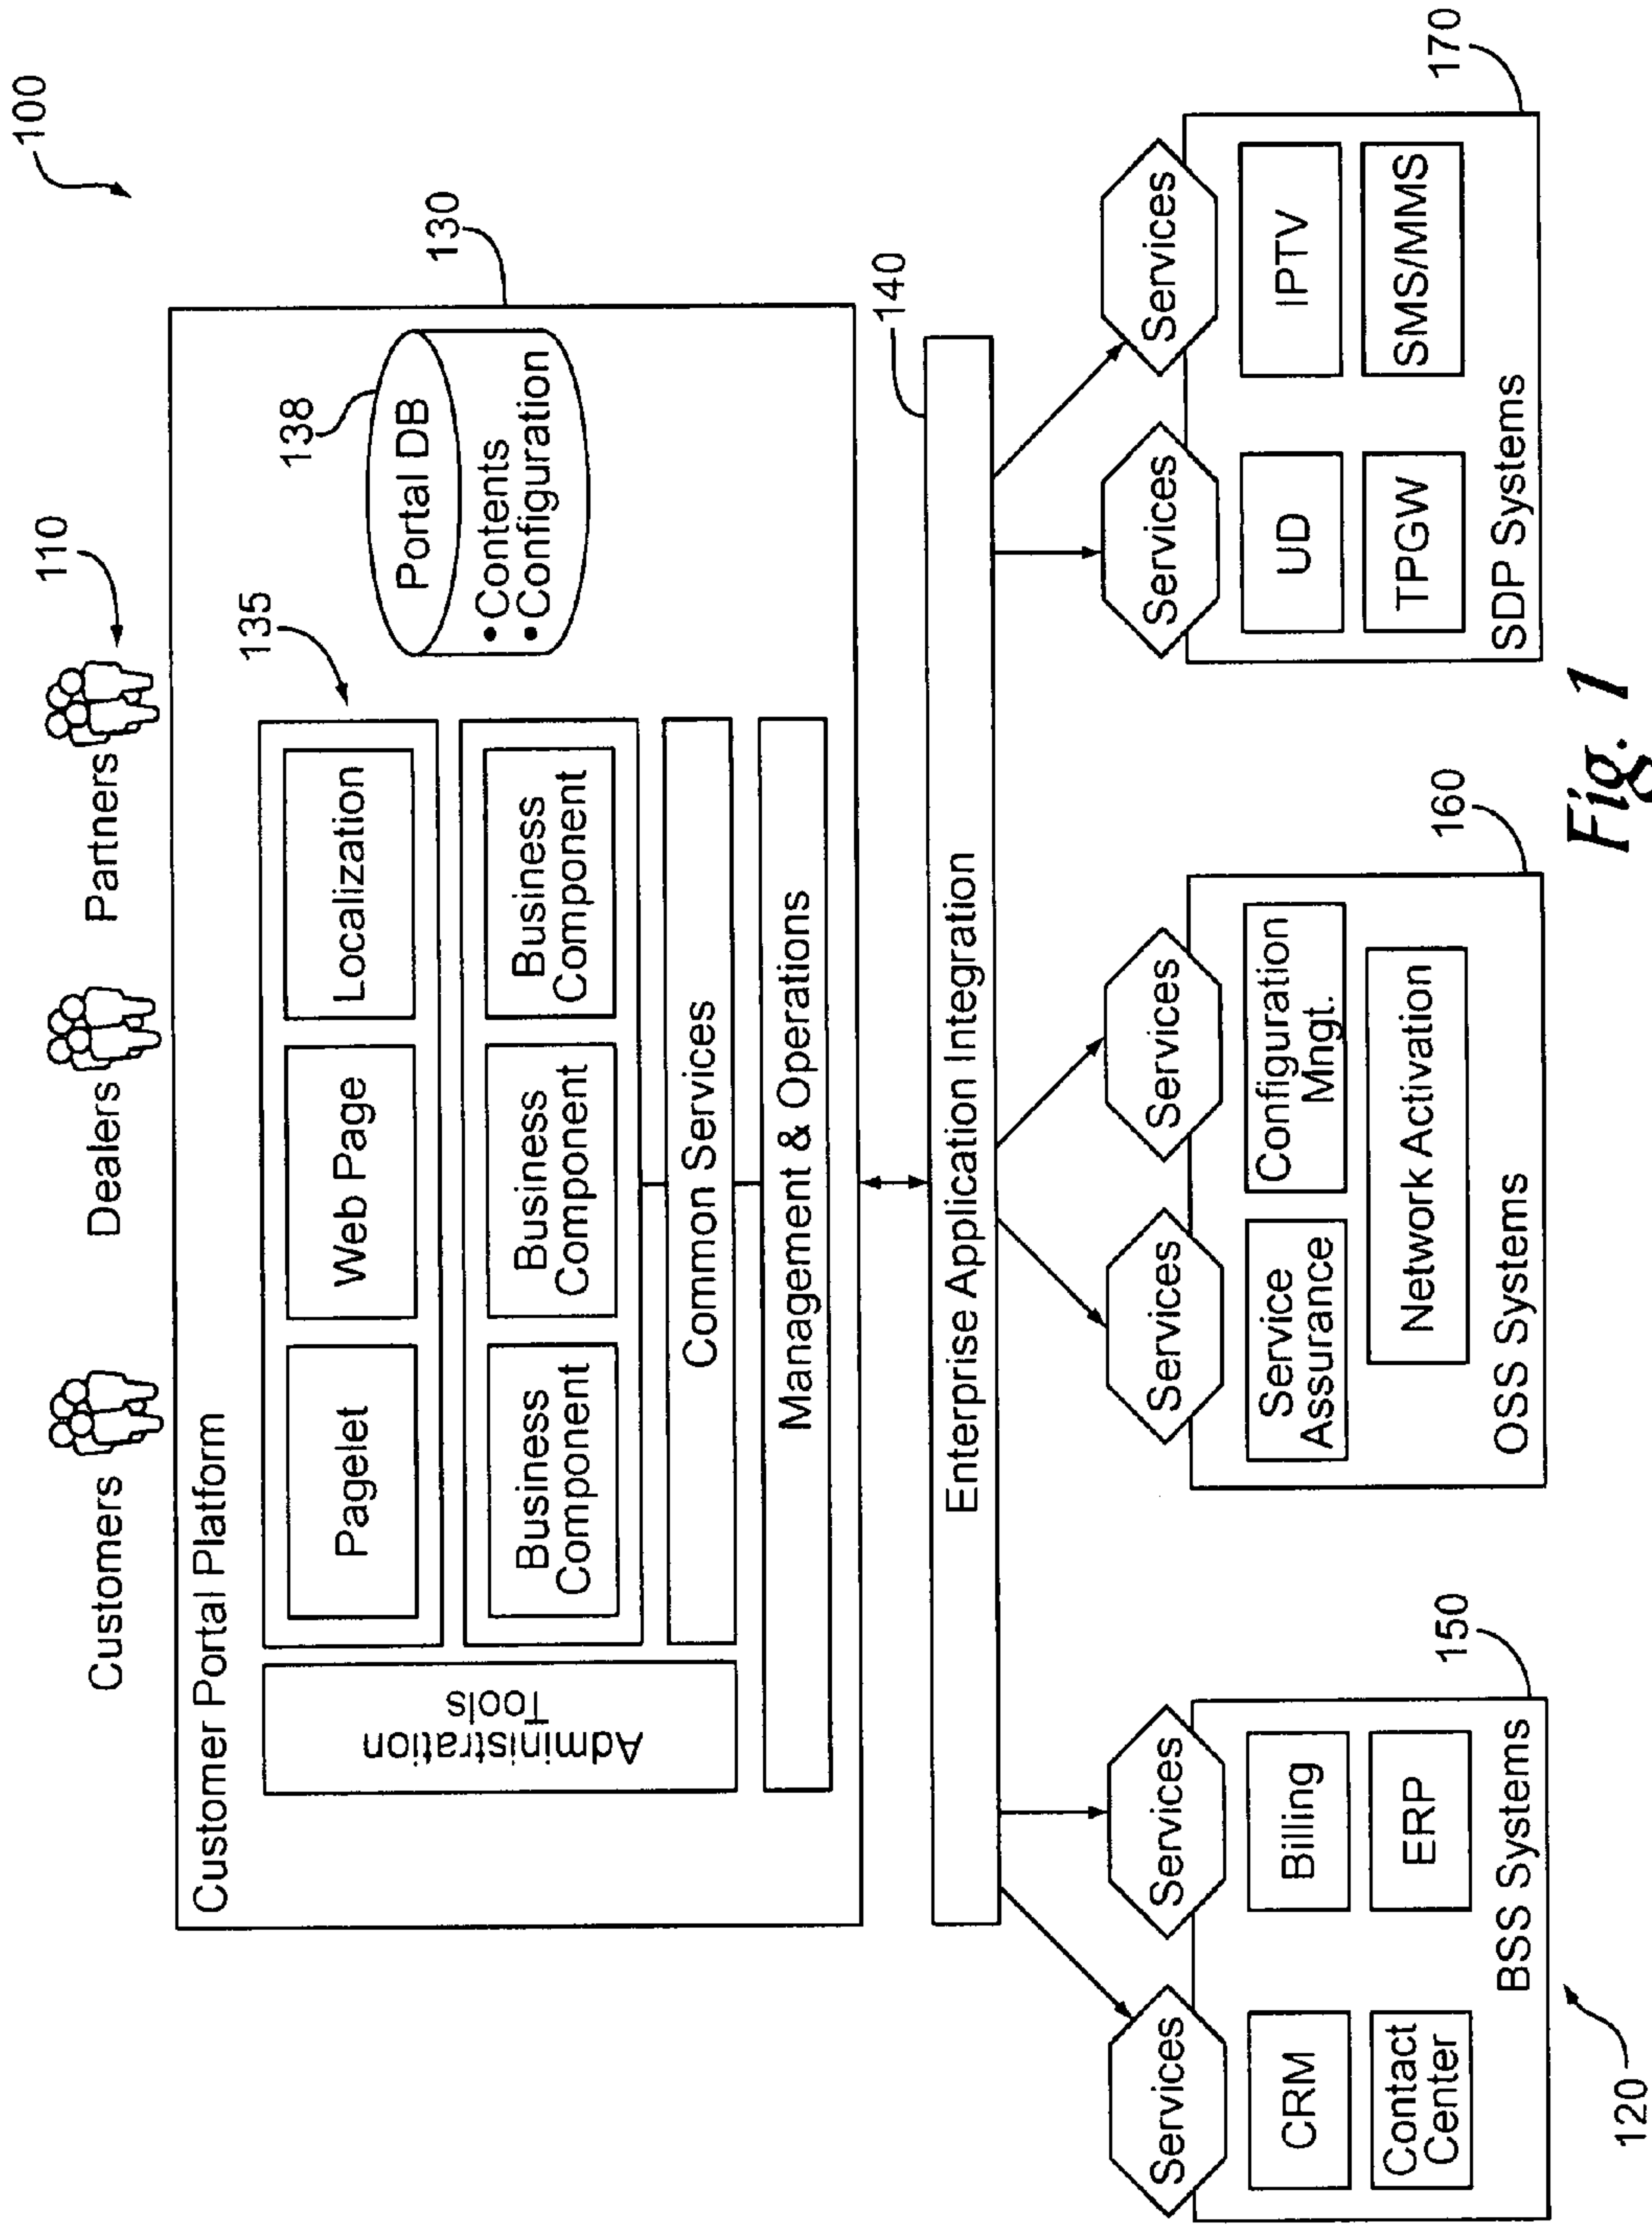 100
110
Customers
Dealers
Partners
Customer Portal Platform
130
135
138
Administration
Tools
Pagelet
Web Page
Localization
Portal DB
• Contents
• Configuration
Business
Component
Business
Component
Business
Component
Common Services
Management & Operations
140
Enterprise Application Integration
Services
Services
Services
Services
Services
Services
CRM
Billing
Contact
Center
ERP
BSS Systems
150
120
Service
Assurance
Configuration
Mngt.
Network Activation
OSS Systems
160
UD
IPTV
TPGW
SMS/MMS
SDP Systems
170
Fig. 1